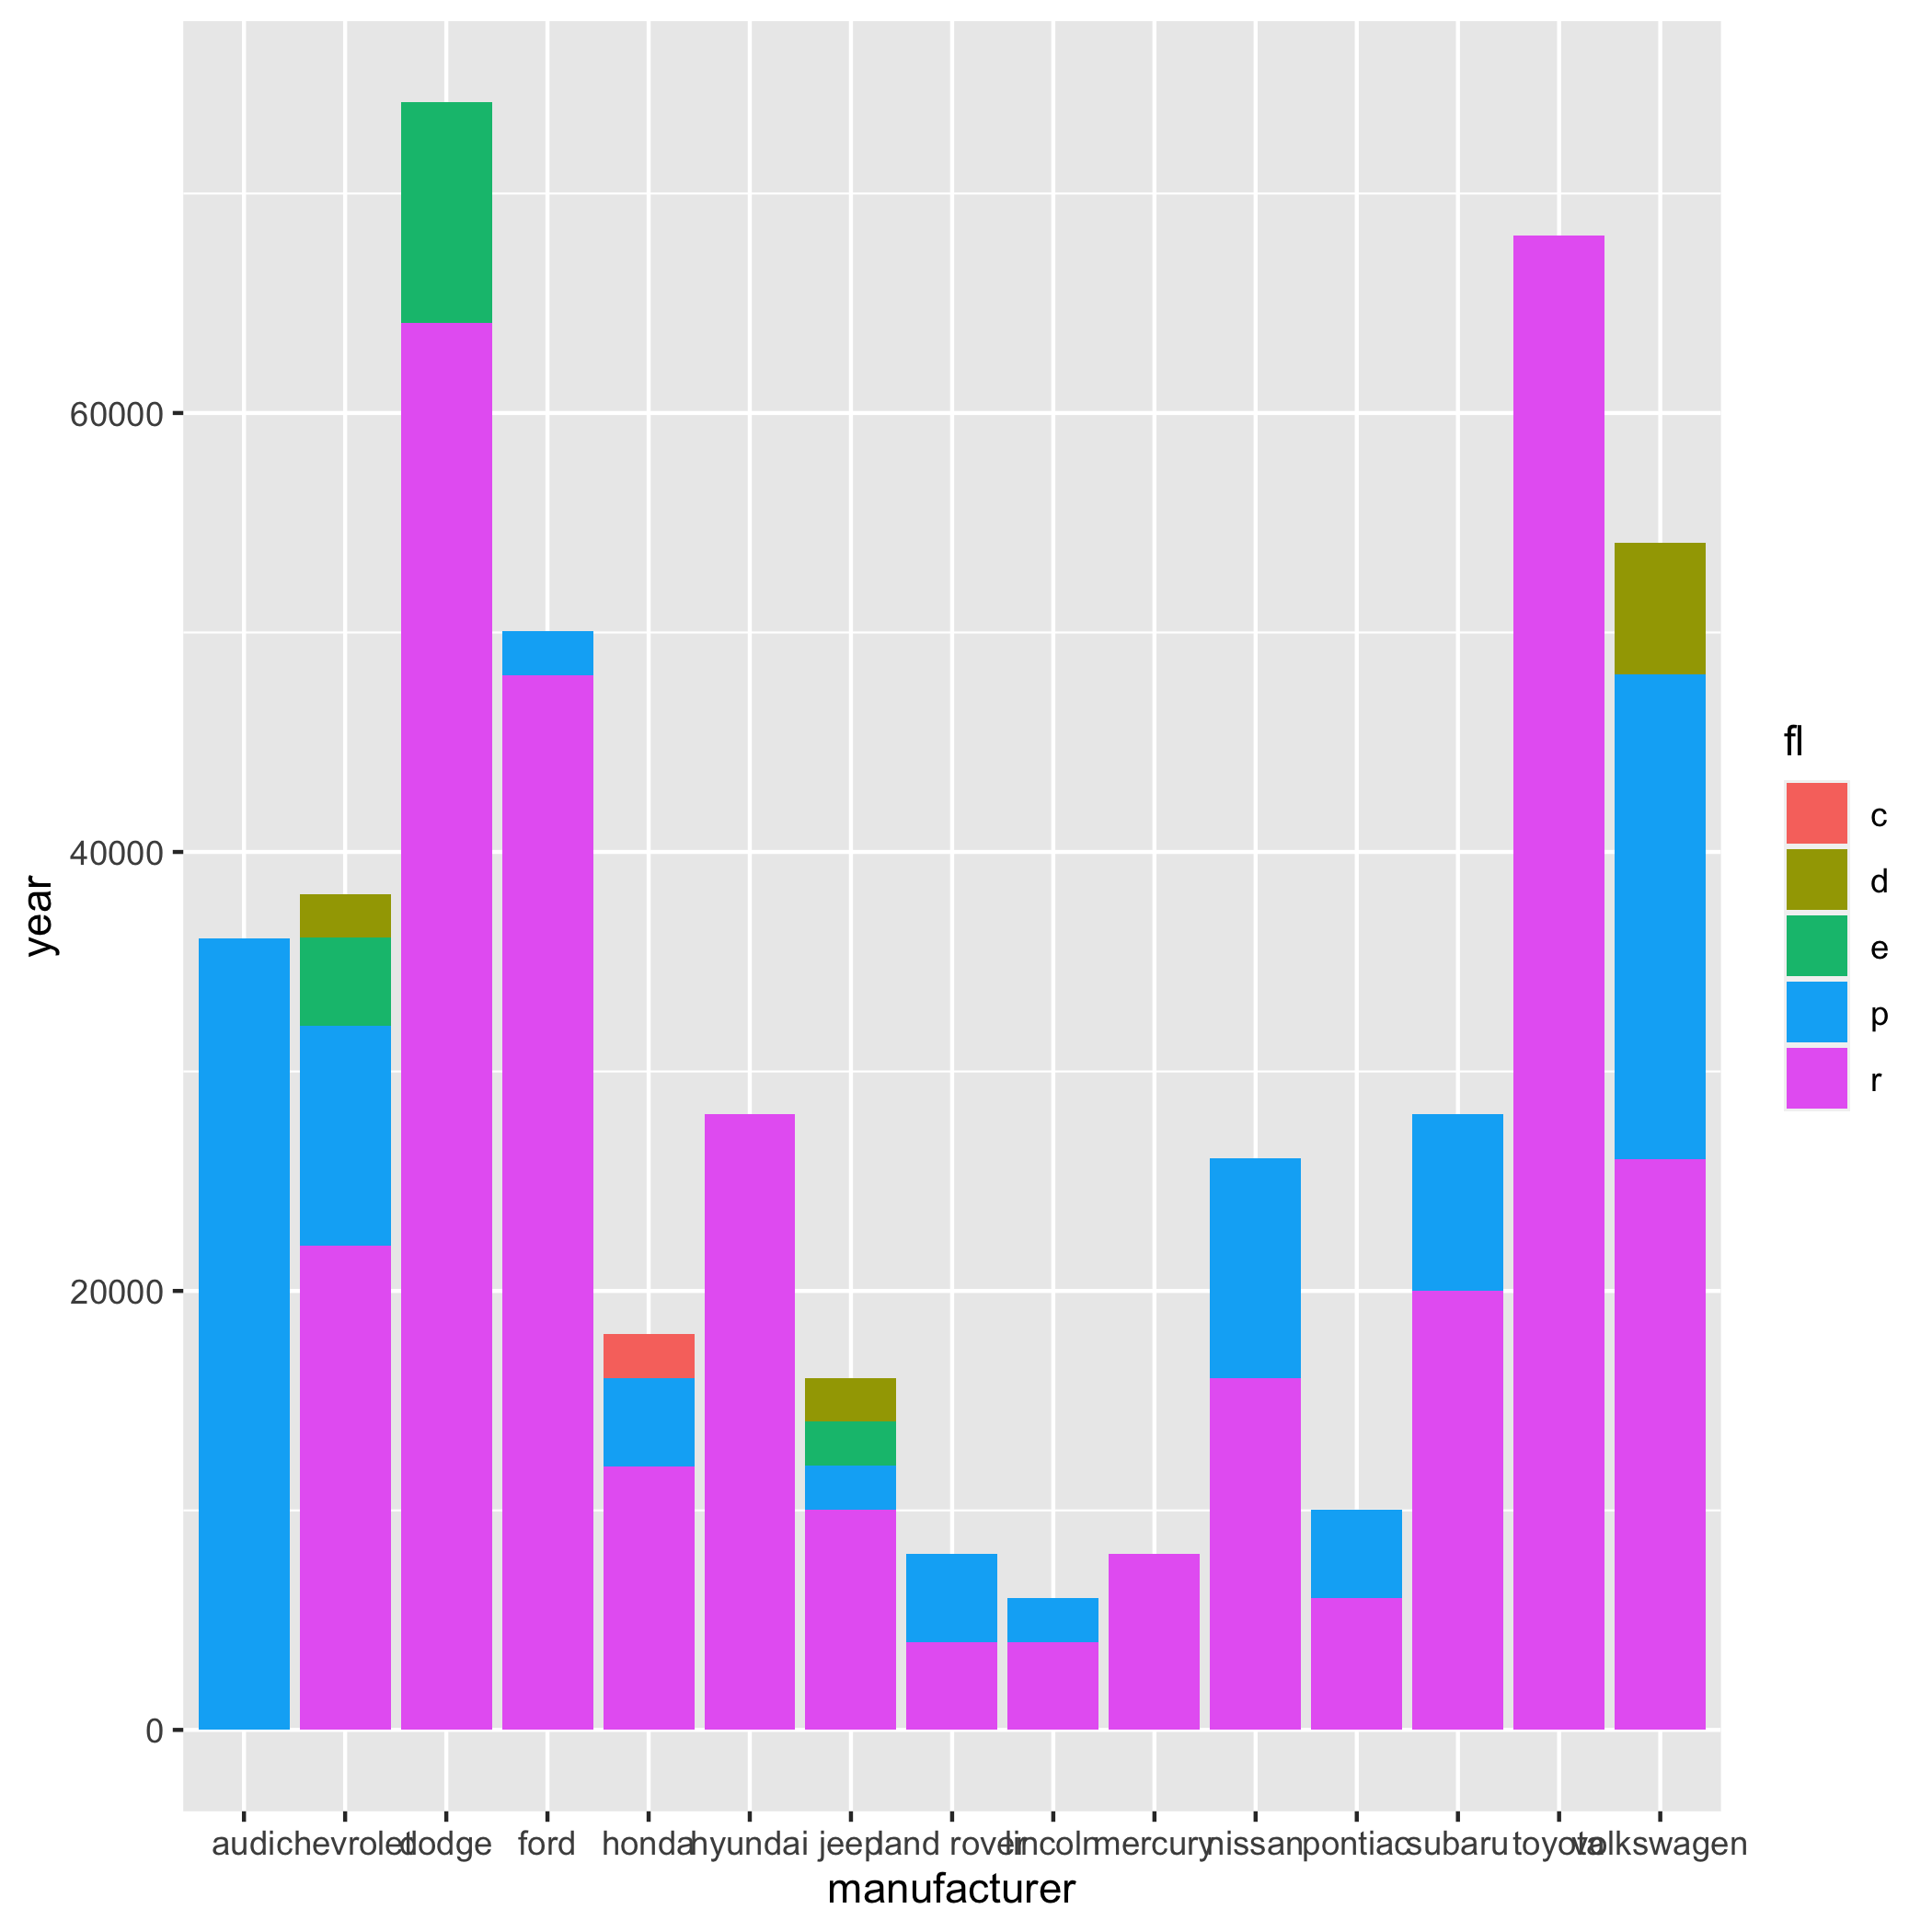 year
60000
40000
20000
0
audi chevrolet dodge ford honda hyundai jeep land rover lincoln mercury nissan pontiac subaru toyota volkswagen
manufacturer
fl
c
d
e
p
r